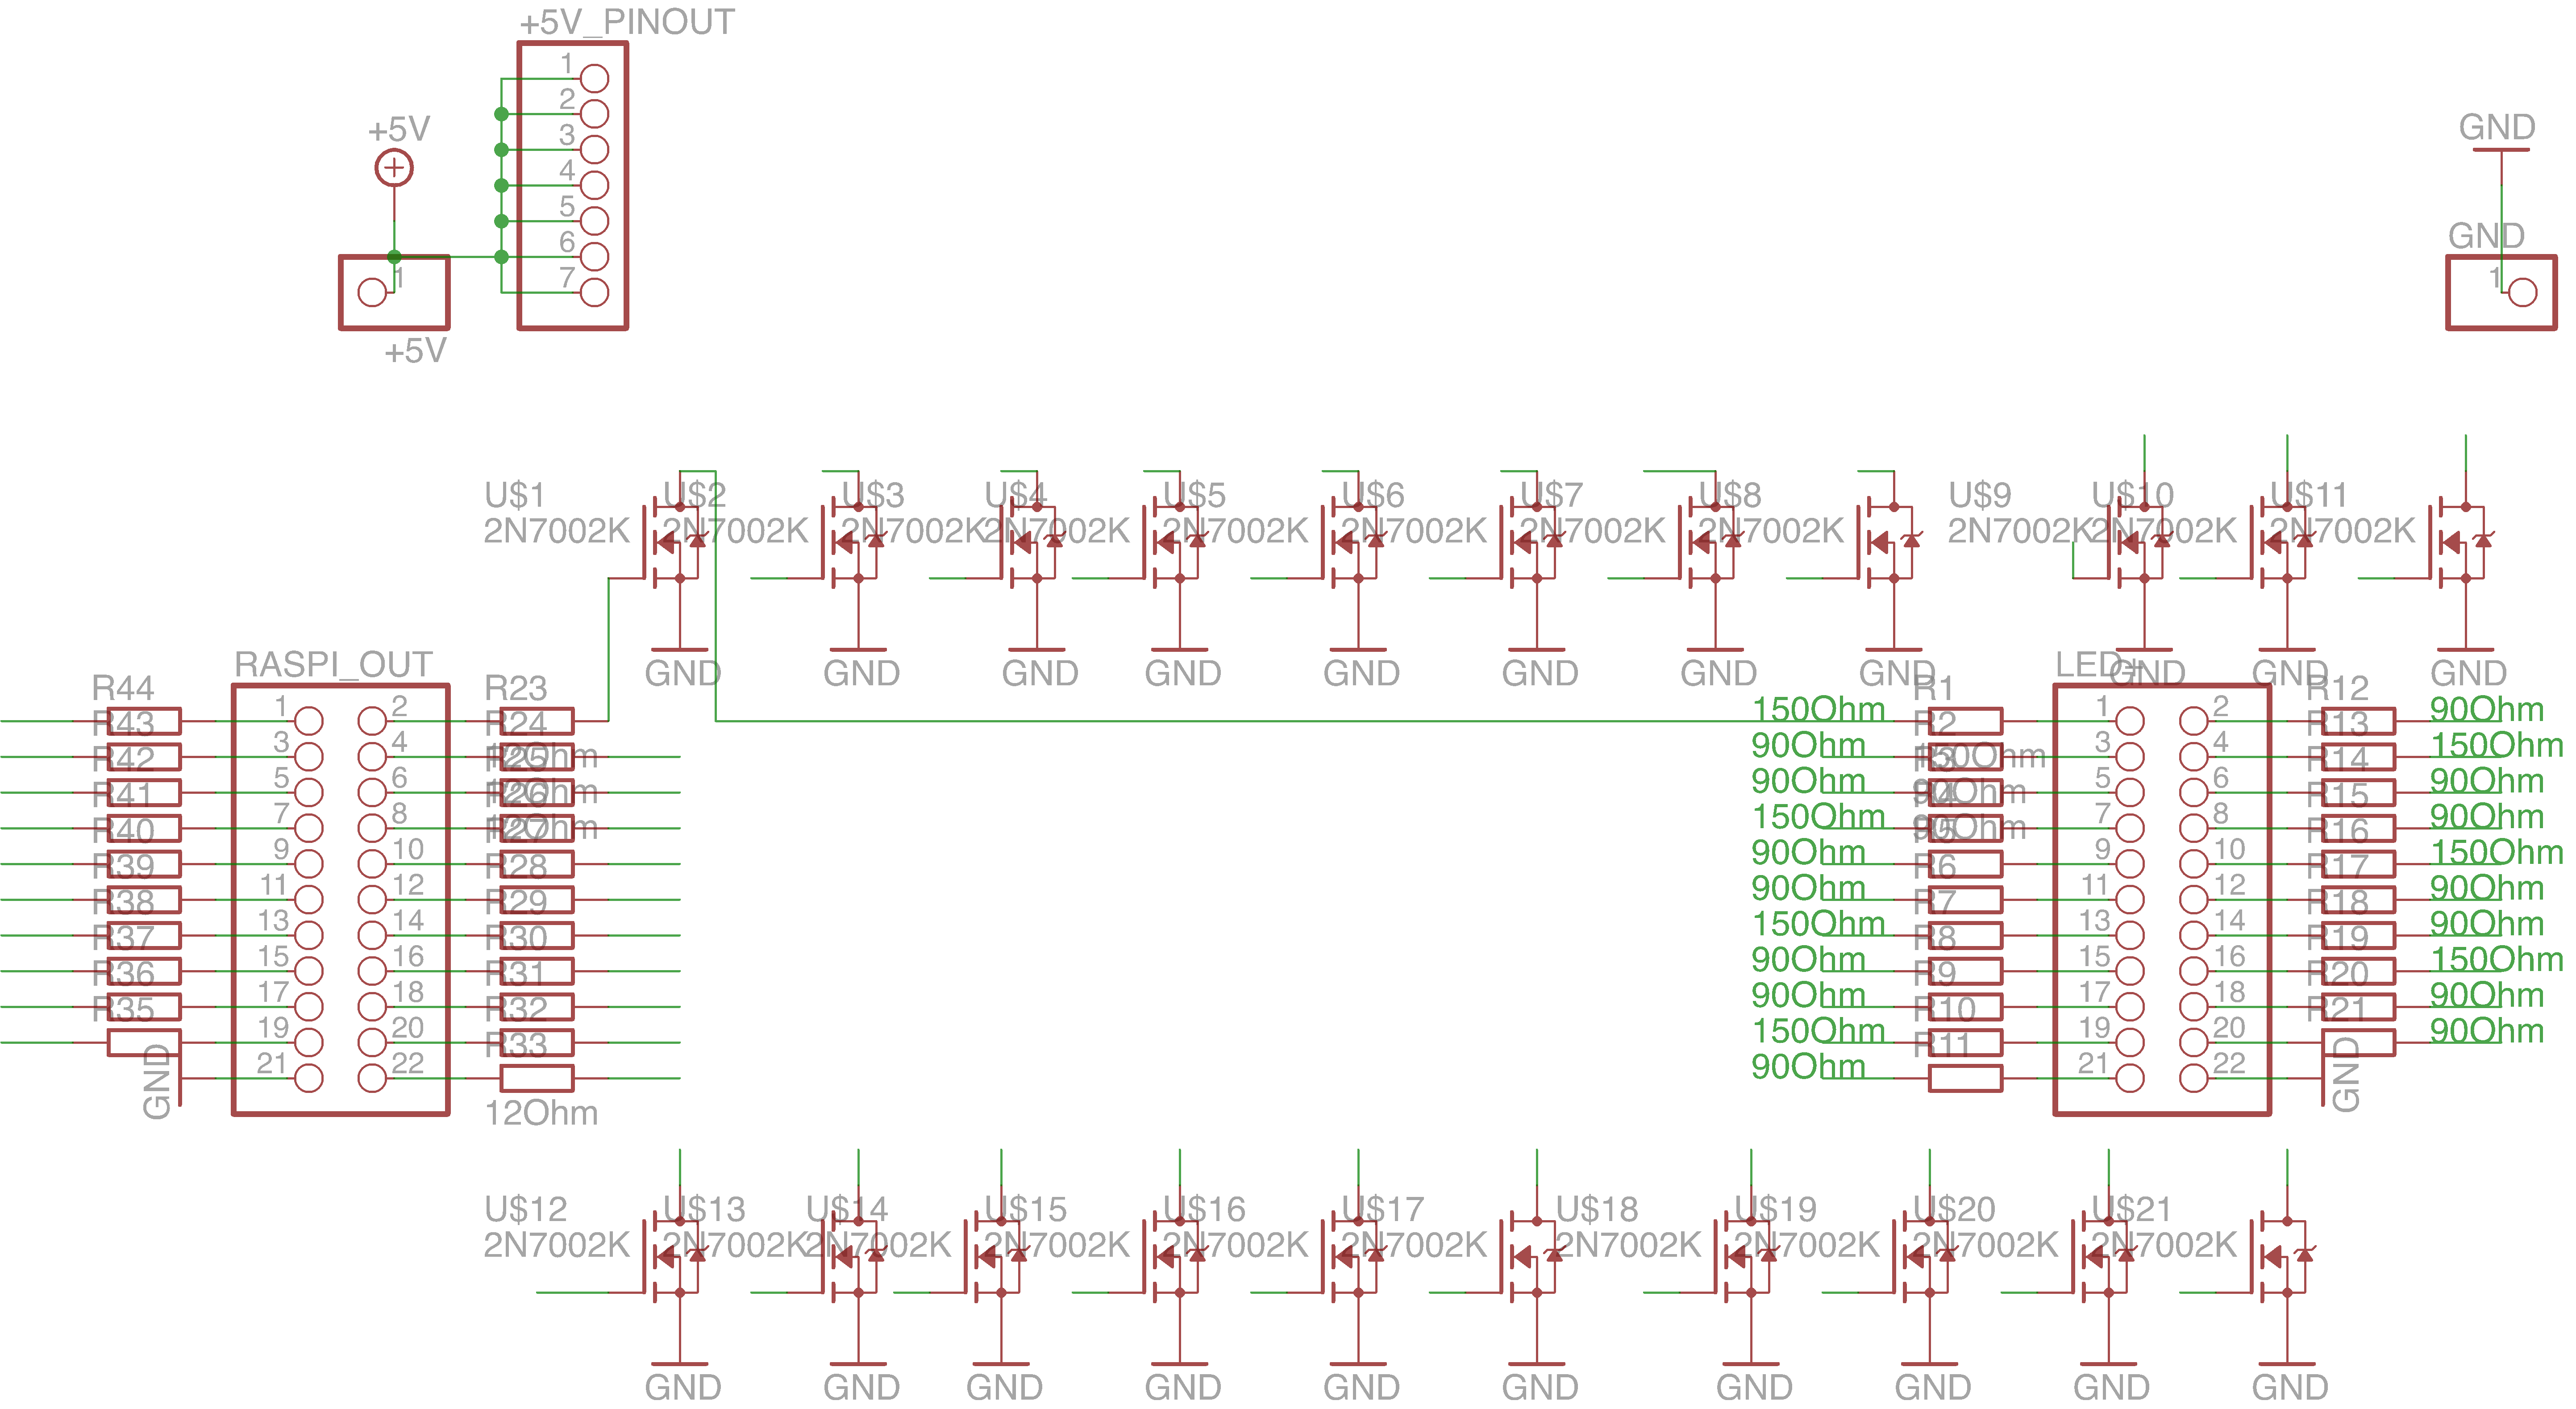 +5V_PINOUT
1
2
3
4
5
6
7
+5V
1
+5V
GND
GND
1
U$1
2N7002K
U$2
2N7002K
U$3
2N7002K
U$4
2N7002K
U$5
2N7002K
U$6
2N7002K
U$7
2N7002K
U$8
2N7002K
U$9
2N7002K
U$10
2N7002K
U$11
2N7002K
GND GND GND GND GND GND GND GND GND GND GND
RASPI_OUT
R44 1 2 R23
R43 3 4 R24
R42 5 6 R25
R41 7 8 R26
R40 9 10 R27
R39 11 12 R28
R38 13 14 R29
R37 15 16 R30
R36 17 18 R31
R35 19 20 R32
GND 21 22 R33
12Ohm
LED+
150Ohm R1 1 2 R12 90Ohm
90Ohm R2 3 4 R13 150Ohm
90Ohm 5 6 R14 90Ohm
150Ohm 7 8 R15 90Ohm
90Ohm 9 10 R16 150Ohm
90Ohm R6 11 12 R17 90Ohm
150Ohm R7 13 14 R18 90Ohm
90Ohm R8 15 16 R19 150Ohm
90Ohm R9 17 18 R20 90Ohm
150Ohm R10 19 20 R21 90Ohm
90Ohm R11 21 22 GND
U$12
2N7002K
U$13
2N7002K
U$14
2N7002K
U$15
2N7002K
U$16
2N7002K
U$17
2N7002K
U$18
2N7002K
U$19
2N7002K
U$20
2N7002K
U$21
2N7002K
GND GND GND GND GND GND GND GND GND GND